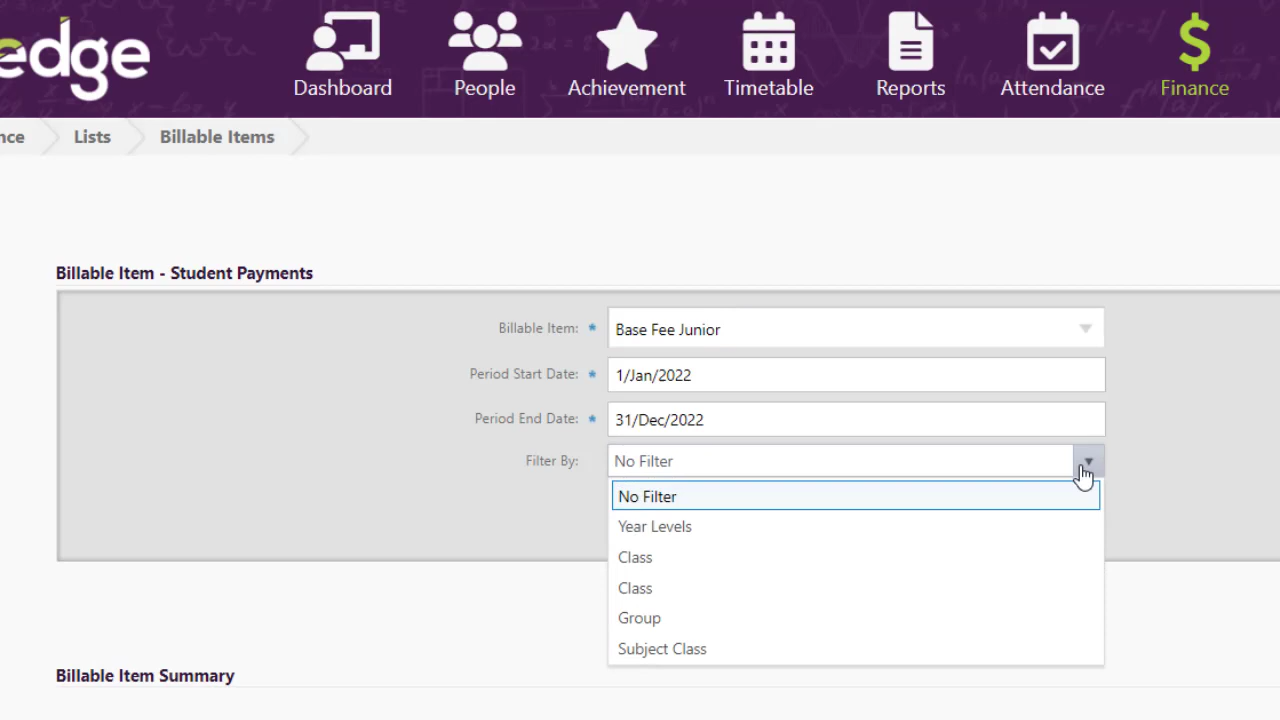 edge
Dashboard
People
Achievement
Timetable
Reports
Attendance
Finance
nce
Lists
Billable Items
Billable Item - Student Payments
Billable Item: *
Base Fee Junior
Period Start Date: *
1/Jan/2022
Period End Date: *
31/Dec/2022
Filter By:
No Filter
No Filter
Year Levels
Class
Class
Group
Subject Class
Billable Item Summary